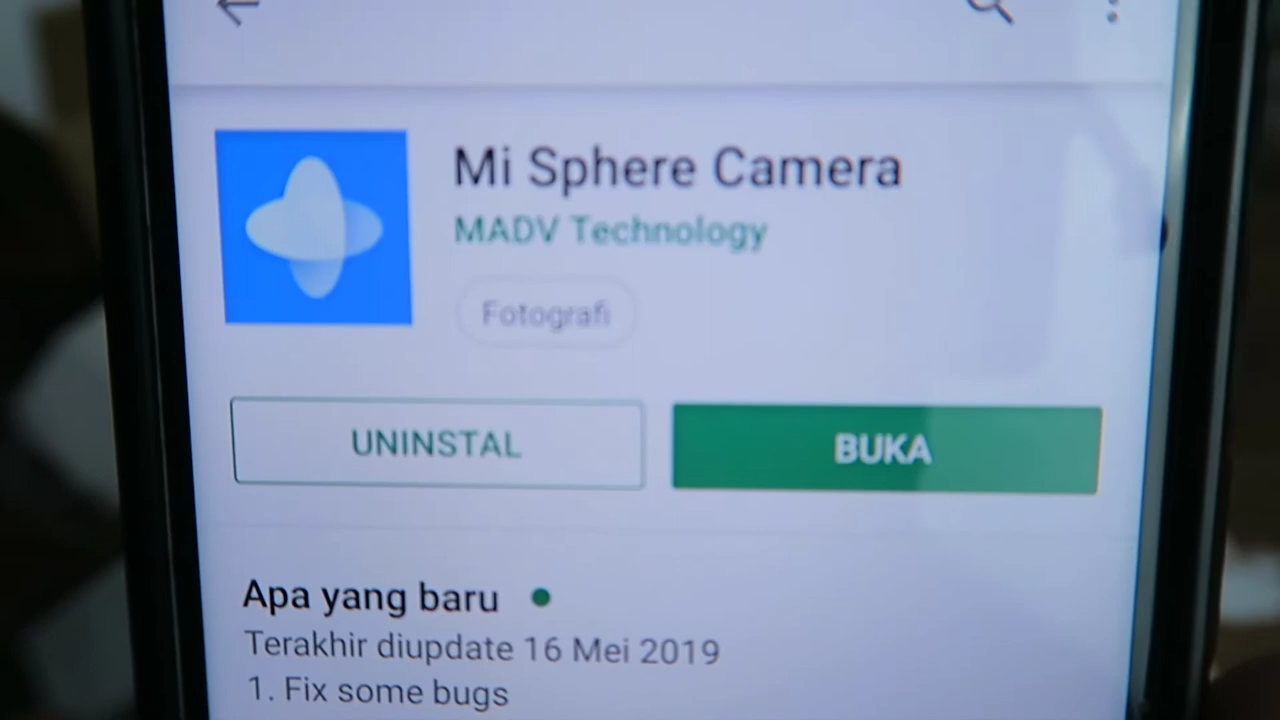 Mi Sphere Camera
MADV Technology
Fotografi
UNINSTAL
BUKA
Apa yang baru
Terakhir diupdate 16 Mei 2019
1. Fix some bugs